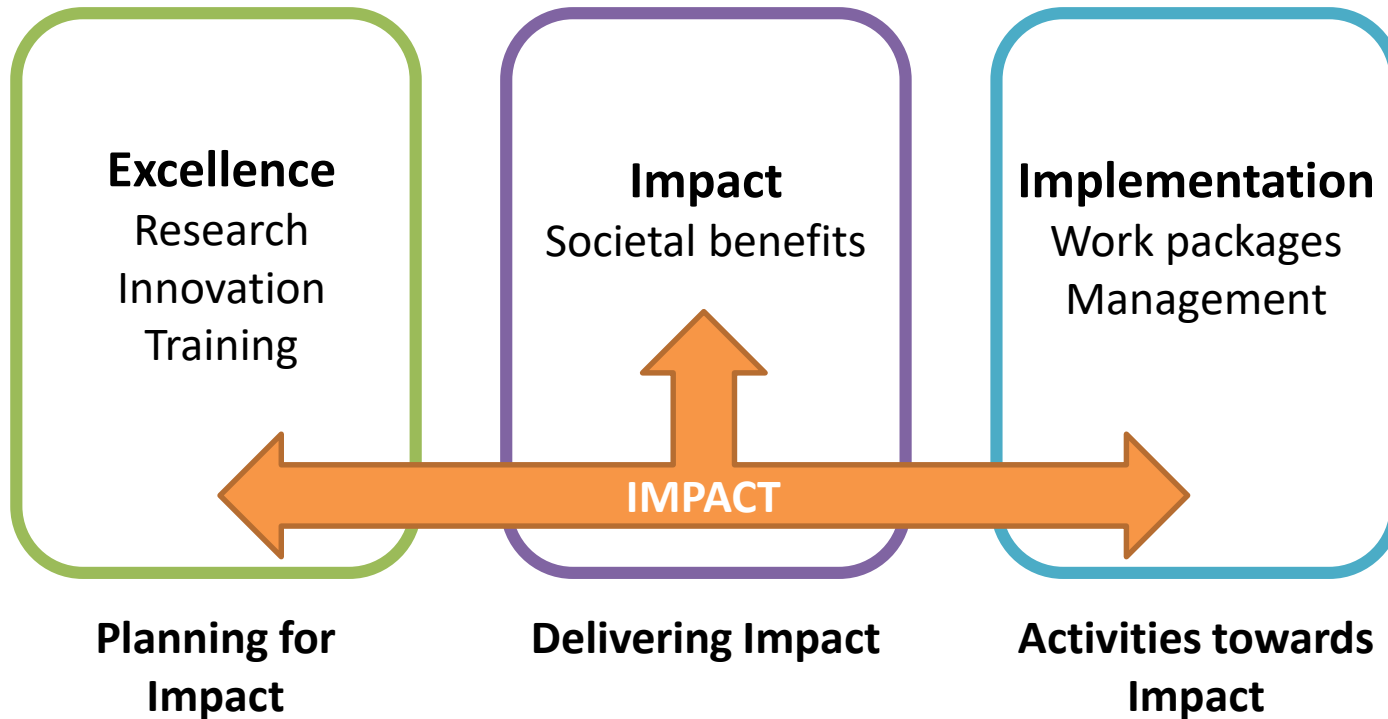 Excellence
Research
Innovation
Training
Impact
Societal benefits
Implementation
Work packages
Management
IMPACT
Planning for
Impact
Delivering Impact
Activities towards
Impact